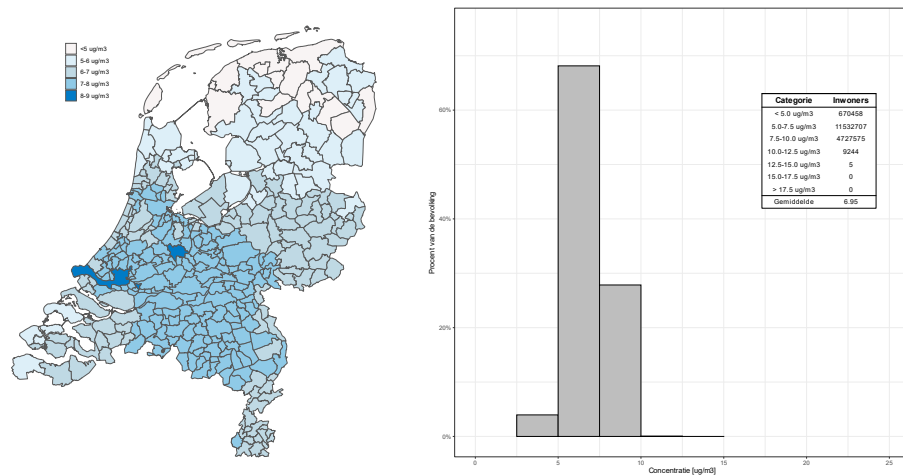 <5 ug/m3
5-6 ug/m3
6-7 ug/m3
7-8 ug/m3
8-9 ug/m3
Procent van de bevolking
60%
40%
20%
0%
Categorie Inwoners
< 5.0 ug/m3 670458
5.0-7.5 ug/m3 11532707
7.5-10.0 ug/m3 4727575
10.0-12.5 ug/m3 9244
12.5-15.0 ug/m3 5
15.0-17.5 ug/m3 0
> 17.5 ug/m3 0
Gemiddelde 6.95
0 5 10 15 20 25
Concentratie [ug/m3]